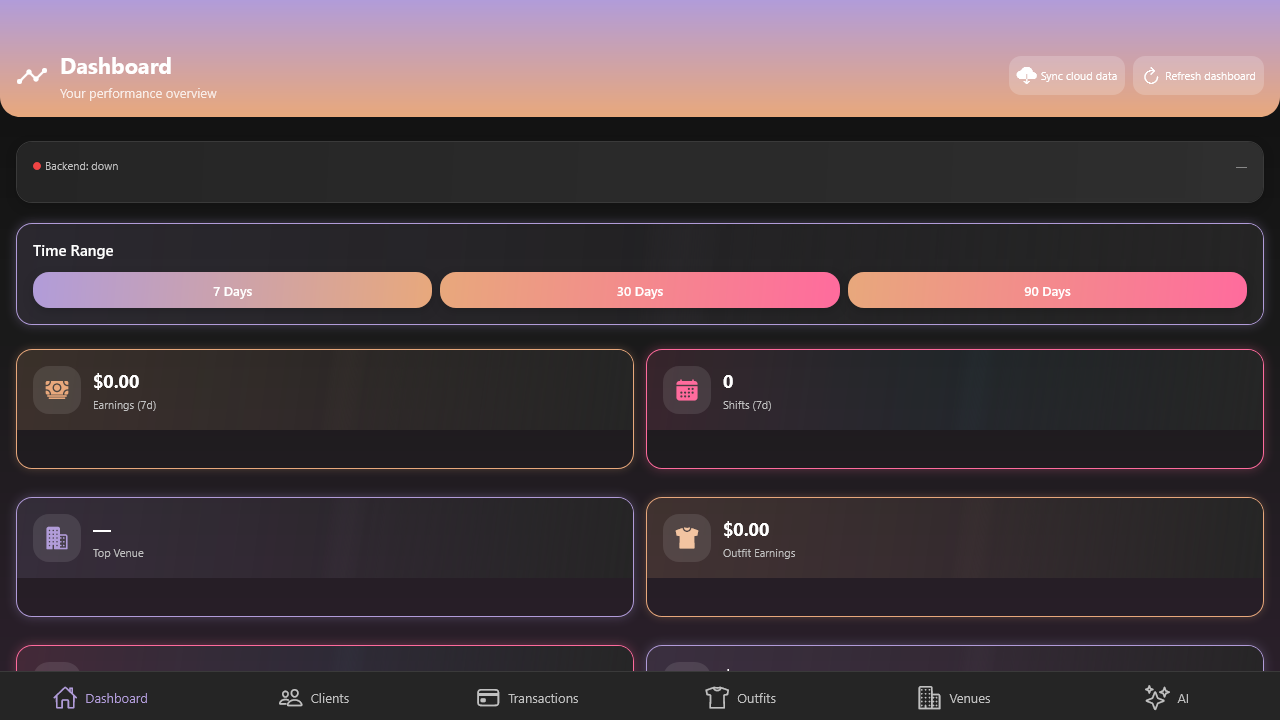 Dashboard
Your performance overview
Sync cloud data
Refresh dashboard
Backend: down
—
Time Range
7 Days
30 Days
90 Days
$0.00
Earnings (7d)
0
Shifts (7d)
—
Top Venue
$0.00
Outfit Earnings
Dashboard
Clients
Transactions
Outfits
Venues
AI